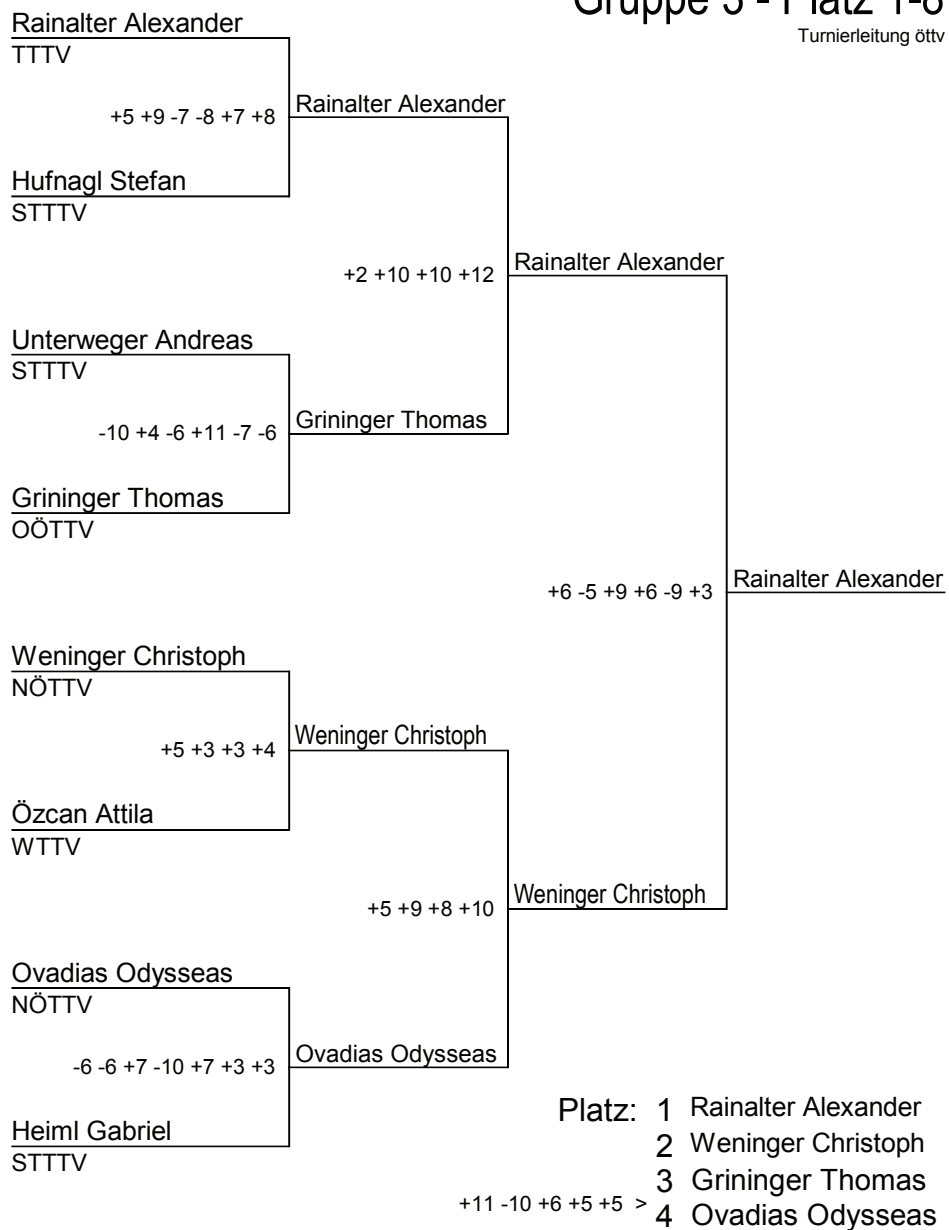 Gruppe 3 - Platz 1-8
Turnierleitung öttv
Rainalter Alexander
TTTV
+5 +9 -7 -8 +7 +8
Rainalter Alexander
Hufnagl Stefan
STTTV
+2 +10 +10 +12
Rainalter Alexander
Unterweger Andreas
STTTV
-10 +4 -6 +11 -7 -6
Grininger Thomas
Grininger Thomas
OÖTTV
+6 -5 +9 +6 -9 +3
Rainalter Alexander
Weninger Christoph
NÖTTV
+5 +3 +3 +4
Weninger Christoph
Özcan Attila
WTTV
+5 +9 +8 +10
Weninger Christoph
Ovadias Odysseas
NÖTTV
-6 -6 +7 -10 +7 +3 +3
Ovadias Odysseas
Heiml Gabriel
STTTV
Platz: 1 Rainalter Alexander
2 Weninger Christoph
3 Grininger Thomas
+11 -10 +6 +5 +5 >
4 Ovadias Odysseas